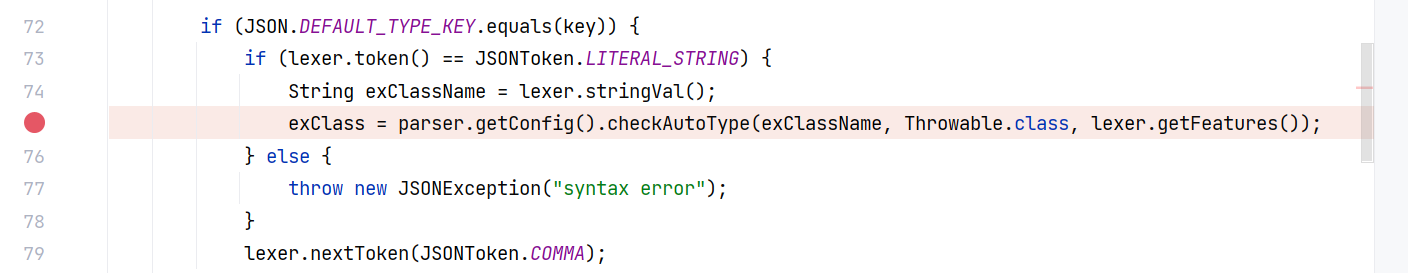 72 if (JSON.DEFAULT_TYPE_KEY.equals(key)) {
73 if (lexer.token() == JSONToken.LITERAL_STRING) {
74 String exClassName = lexer.stringVal();
exClass = parser.getConfig().checkAutoType(exClassName, Throwable.class, lexer.getFeatures());
76 } else {
77 throw new JSONException("syntax error");
78 }
79 lexer.nextToken(JSONToken.COMMA);